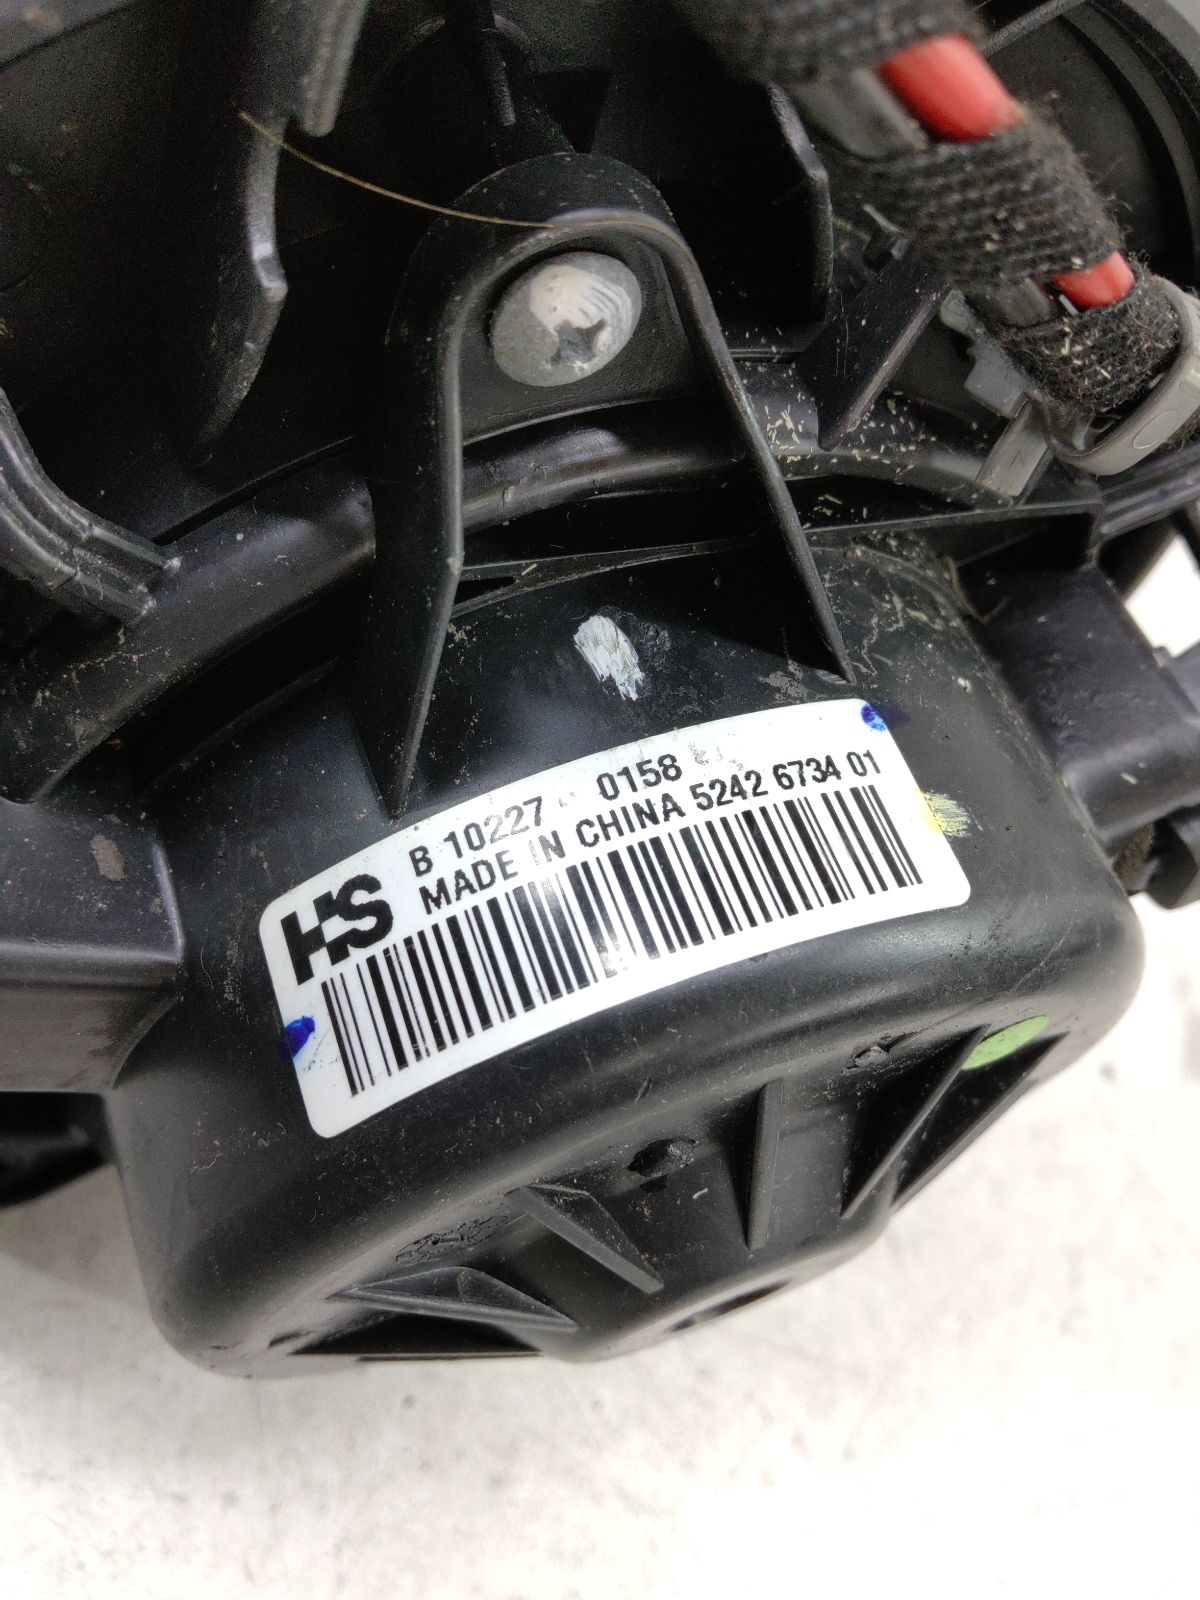 HS
B 10227 0158
MADE IN CHINA 5242 6734 01